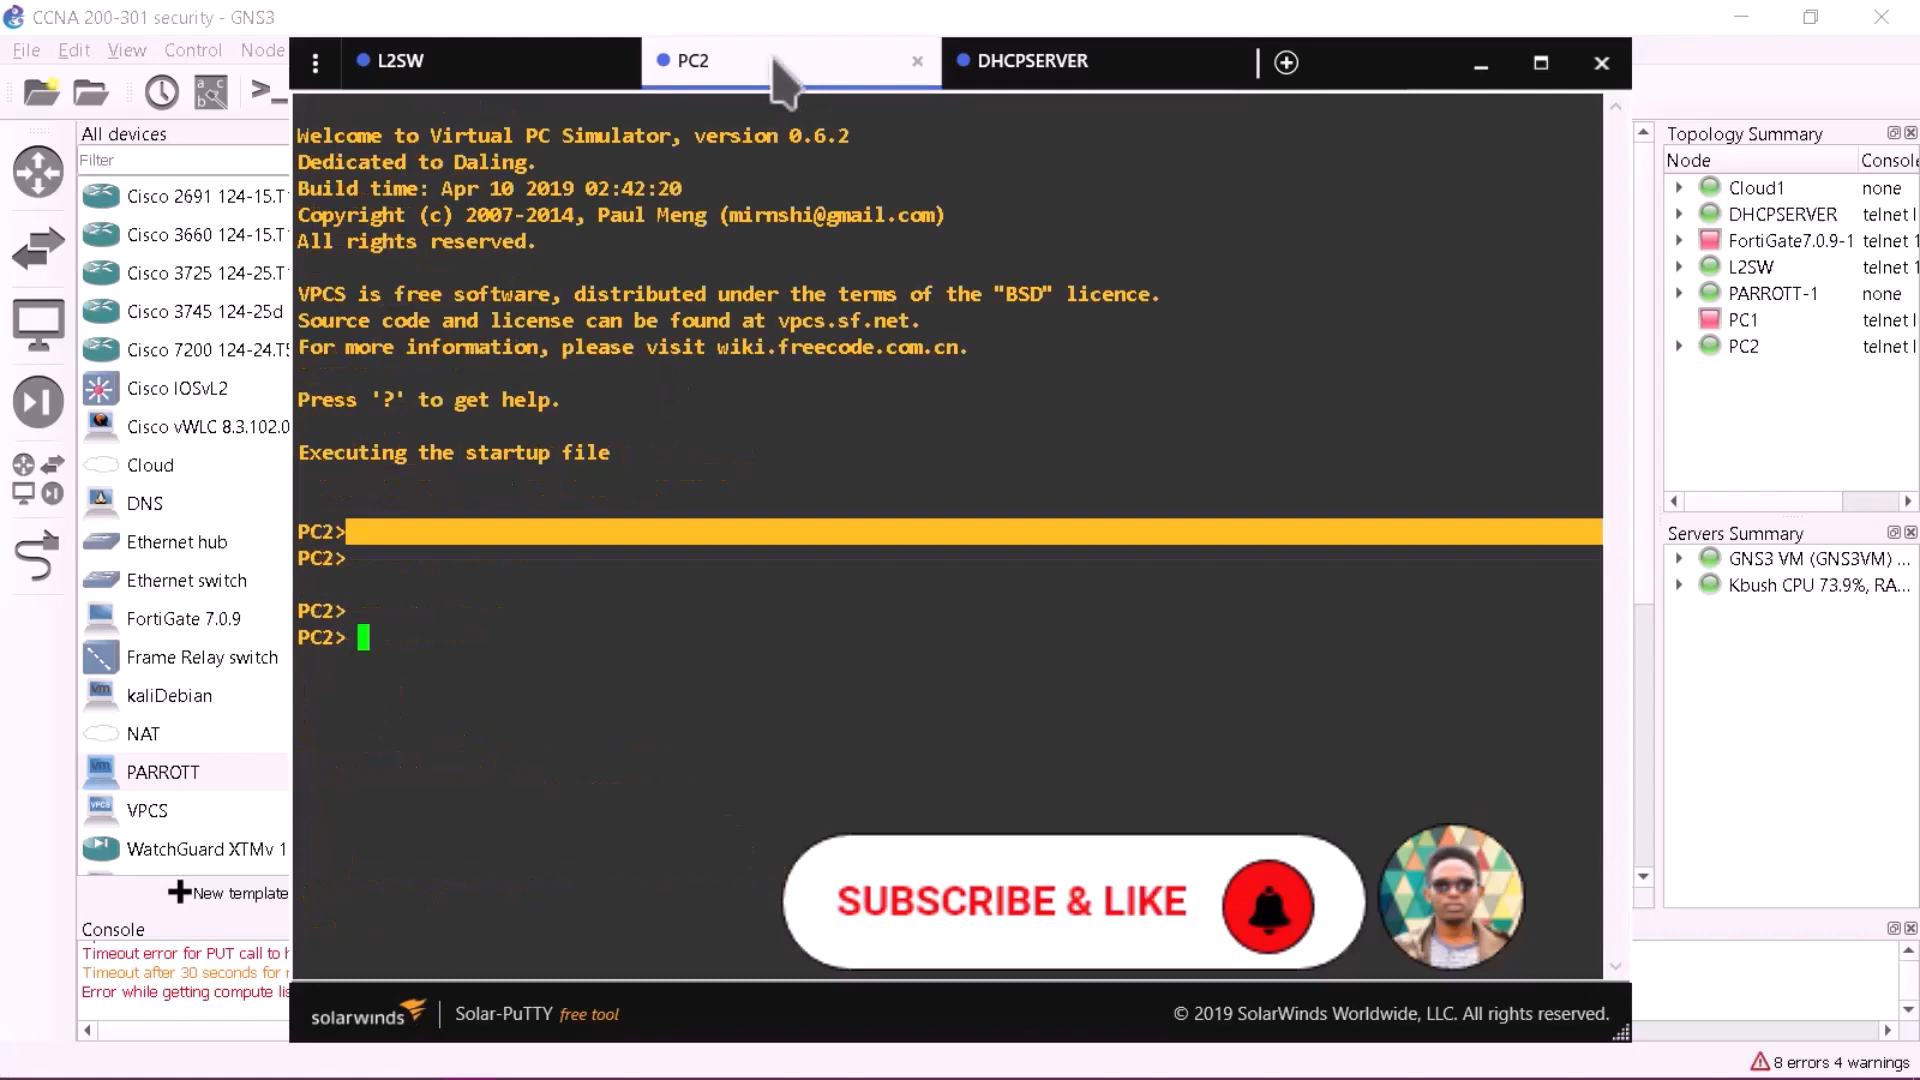 CCNA 200-301 security - GNS3
File Edit View Control Node
L2SW
PC2
DHCPSERVER
All devices
Filter
Cisco 2691 124-15.T
Cisco 3660 124-15.T
Cisco 3725 124-25.T
Cisco 3745 124-25d
Cisco 7200 124-24.T
Cisco IOSvL2
Cisco vWLC 8.3.102.0
Cloud
DNS
Ethernet hub
Ethernet switch
FortiGate 7.0.9
Frame Relay switch
kaliDebian
NAT
PARROTT
VPCS
WatchGuard XTMv 1
New template
Console
Timeout error for PUT call to h
Timeout after 30 seconds for
Error while getting compute lis
Welcome to Virtual PC Simulator, version 0.6.2
Dedicated to Daling.
Build time: Apr 10 2019 02:42:20
Copyright (c) 2007-2014, Paul Meng (mirnshi@gmail.com)
All rights reserved.
VPCS is free software, distributed under the terms of the "BSD" licence.
Source code and license can be found at vpcs.sf.net.
For more information, please visit wiki.freecode.com.cn.
Press '?' to get help.
Executing the startup file
PC2>
PC2>
PC2>
PC2>
SUBSCRIBE & LIKE
solarwinds
Solar-PuTTY free tool
© 2019 SolarWinds Worldwide, LLC. All rights reserved.
Topology Summary
Node Console
Cloud1 none
DHCPSERVER telnet l
FortiGate7.0.9-1 telnet 1
L2SW telnet 1
PARROTT-1 none
PC1 telnet l
PC2 telnet l
Servers Summary
GNS3 VM (GNS3VM) ...
Kbush CPU 73.9%, RA...
8 errors 4 warnings